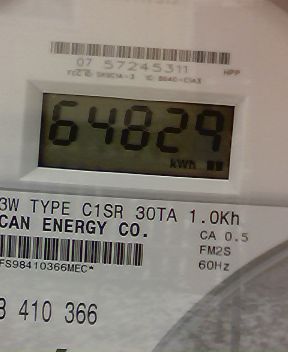 07 57245311 HPP
64829
kWh
3W TYPE C1SR 30TA 1.0Kh
CAN ENERGY CO.
CA 0.5
FM2S
60Hz
FS98410366MEC*
410 366